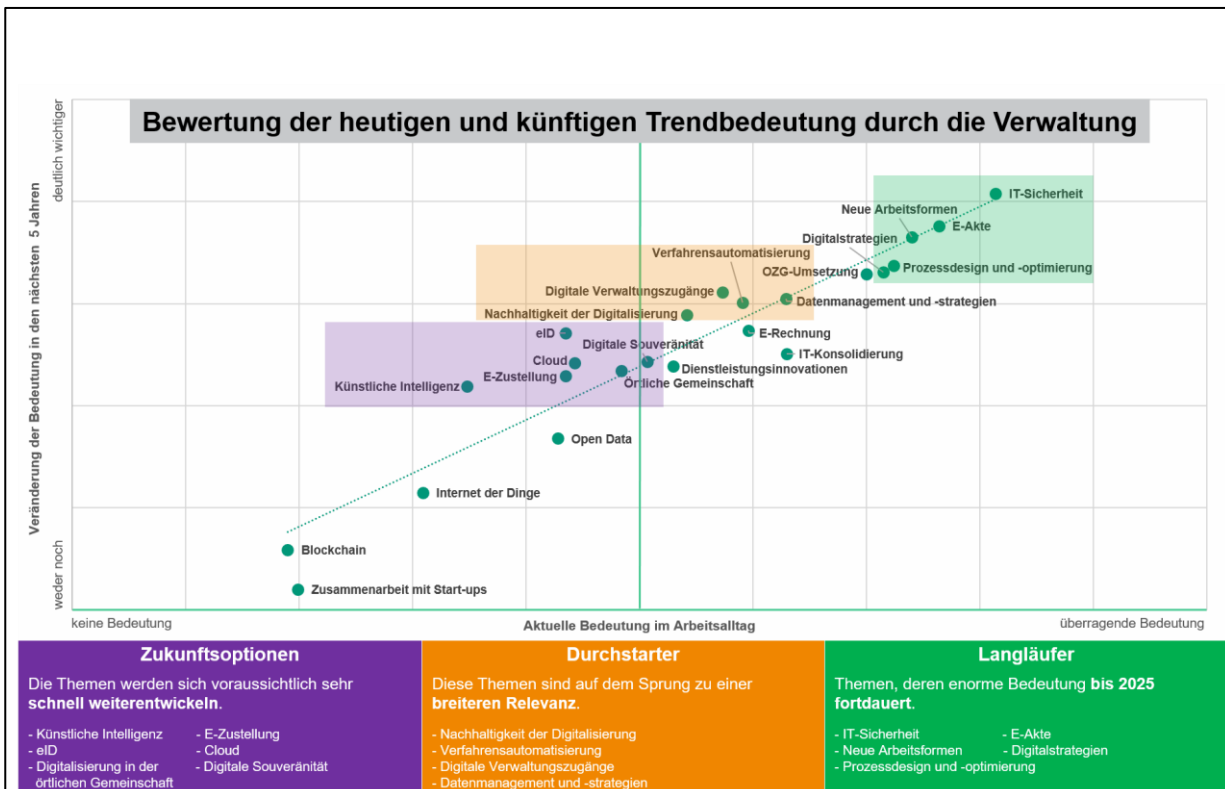 Bewertung der heutigen und künftigen Trendbedeutung durch die Verwaltung
deutlich wichtiger
Veränderung der Bedeutung in den nächsten 5 Jahren
weder noch
IT-Sicherheit
Neue Arbeitsformen
E-Akte
Digitalstrategien
Verfahrensautomatisierung
OZG-Umsetzung
Prozessdesign und -optimierung
Digitale Verwaltungszugänge
Datenmanagement und -strategien
Nachhaltigkeit der Digitalisierung
eID
E-Rechnung
Digitale Souveränität
IT-Konsolidierung
Cloud
Dienstleistungsinnovationen
E-Zustellung
Örtliche Gemeinschaft
Künstliche Intelligenz
Open Data
Internet der Dinge
Blockchain
Zusammenarbeit mit Start-ups
keine Bedeutung
Aktuelle Bedeutung im Arbeitsalltag
überragende Bedeutung
Zukunftsoptionen
Die Themen werden sich voraussichtlich sehr
schnell weiterentwickeln.
- Künstliche Intelligenz
- eID
- Digitalisierung in der
örtlichen Gemeinschaft
- E-Zustellung
- Cloud
- Digitale Souveränität
Durchstarter
Diese Themen sind auf dem Sprung zu einer
breiteren Relevanz.
- Nachhaltigkeit der Digitalisierung
- Verfahrensautomatisierung
- Digitale Verwaltungszugänge
- Datenmanagement und -strategien
Langläufer
Themen, deren enorme Bedeutung bis 2025
fortdauert.
- IT-Sicherheit
- Neue Arbeitsformen
- Prozessdesign und -optimierung
- E-Akte
- Digitalstrategien